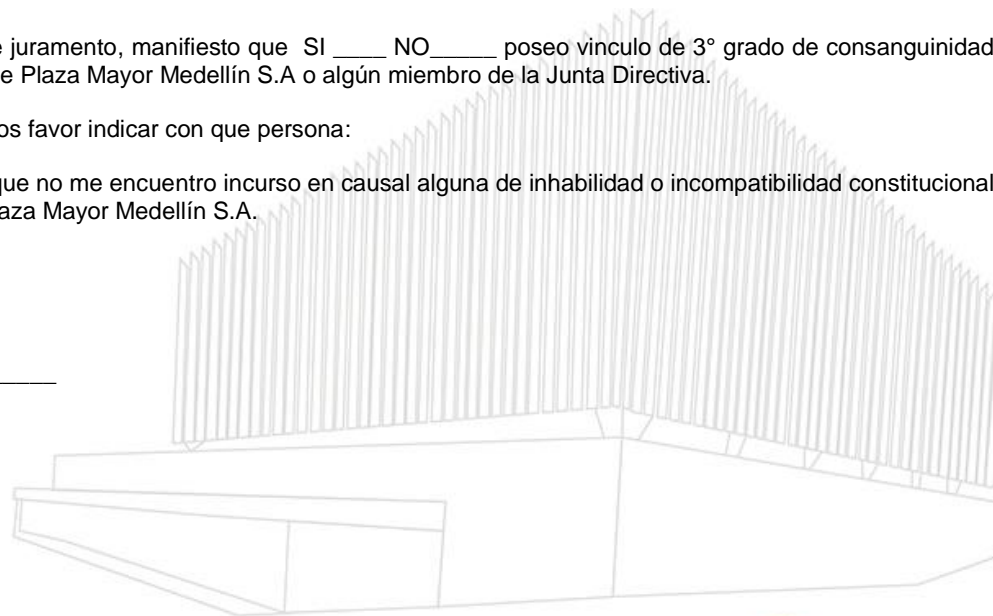 e juramento, manifiesto que SI ____ NO_____ poseo vinculo de 3° grado de consanguinidad
e Plaza Mayor Medellín S.A o algún miembro de la Junta Directiva.
os favor indicar con que persona:
que no me encuentro incurso en causal alguna de inhabilidad o incompatibilidad constitucional
aza Mayor Medellín S.A.
_____